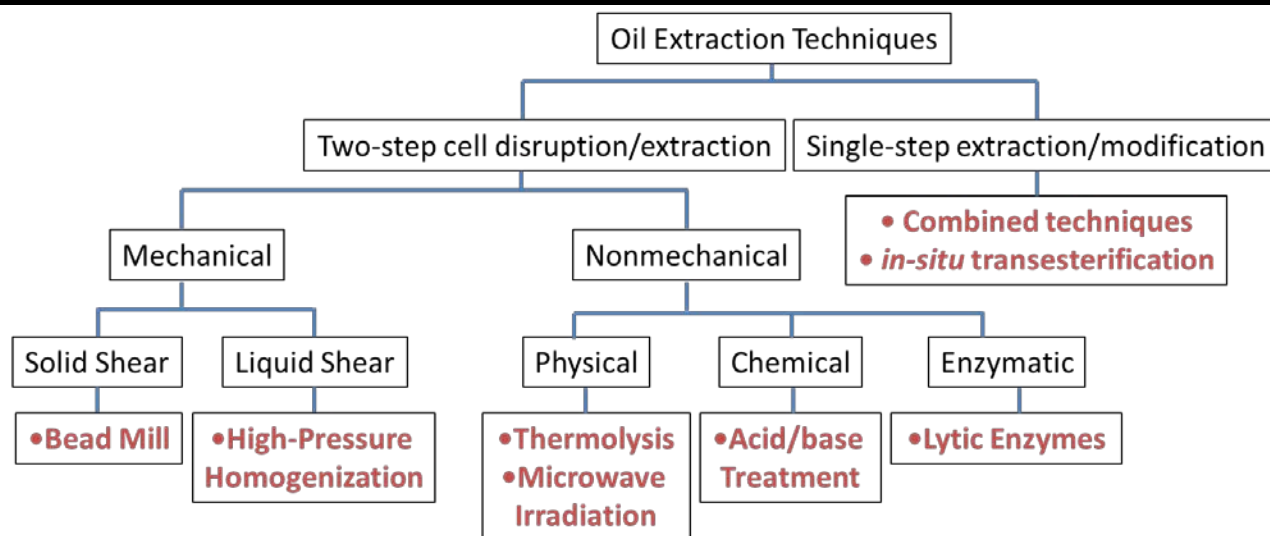 Oil Extraction Techniques
Two-step cell disruption/extraction
Single-step extraction/modification
• Combined techniques
• in-situ transesterification
Mechanical
Nonmechanical
Solid Shear
Liquid Shear
Physical
Chemical
Enzymatic
•Bead Mill
•High-Pressure
Homogenization
•Thermolysis
•Microwave
Irradiation
•Acid/base
Treatment
•Lytic Enzymes